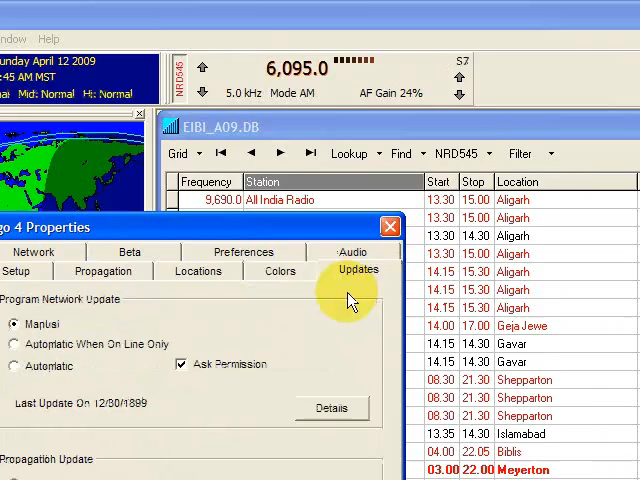 ndow Help
unday April 12 2009
:45 AM MST
Mid: Normal Hi: Normal
NRD545
6,095.0
S7
5.0 kHz Mode AM AF Gain 24%
EIBI_A09.DB
Grid Lookup Find NRD545 Filter
Frequency Station Start Stop Location
9,690.0 All India Radio 13.30 15.00 Aligarh
13.30 15.00 Aligarh
13.30 14.30 Aligarh
14.15 14.30 Aligarh
14.15 14.30 Aligarh
13.30 15.00 Aligarh
13.30 15.00 Aligarh
14.00 17.00 Geja Jewe
14.15 14.30 Gavar
14.15 14.30 Gavar
08.30 21.30 Shepparton
08.30 21.30 Shepparton
08.30 21.30 Shepparton
13.35 14.30 Islamabad
04.00 22.05 Biblis
03.00 22.00 Meyerton
go 4 Properties
Network Beta Preferences Audio
Setup Propagation Locations Colors Updates
Program Network Update
Manual
Automatic When On Line Only
Automatic
Ask Permission
Last Update On 12/30/1899
Details
Propagation Update